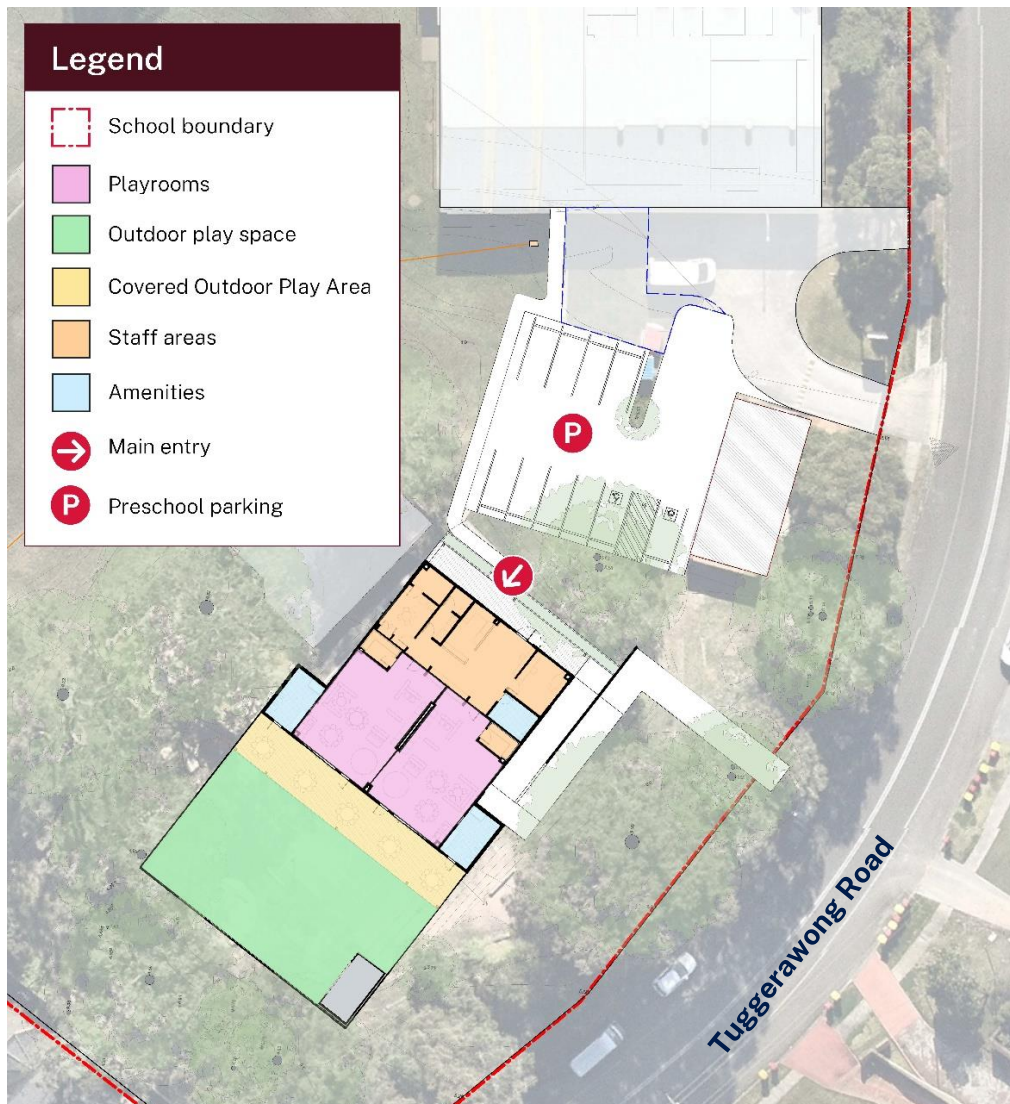 Legend
School boundary
Playrooms
Outdoor play space
Covered Outdoor Play Area
Staff areas
Amenities
Main entry
P
Preschool parking
P
Tuggerawong Road